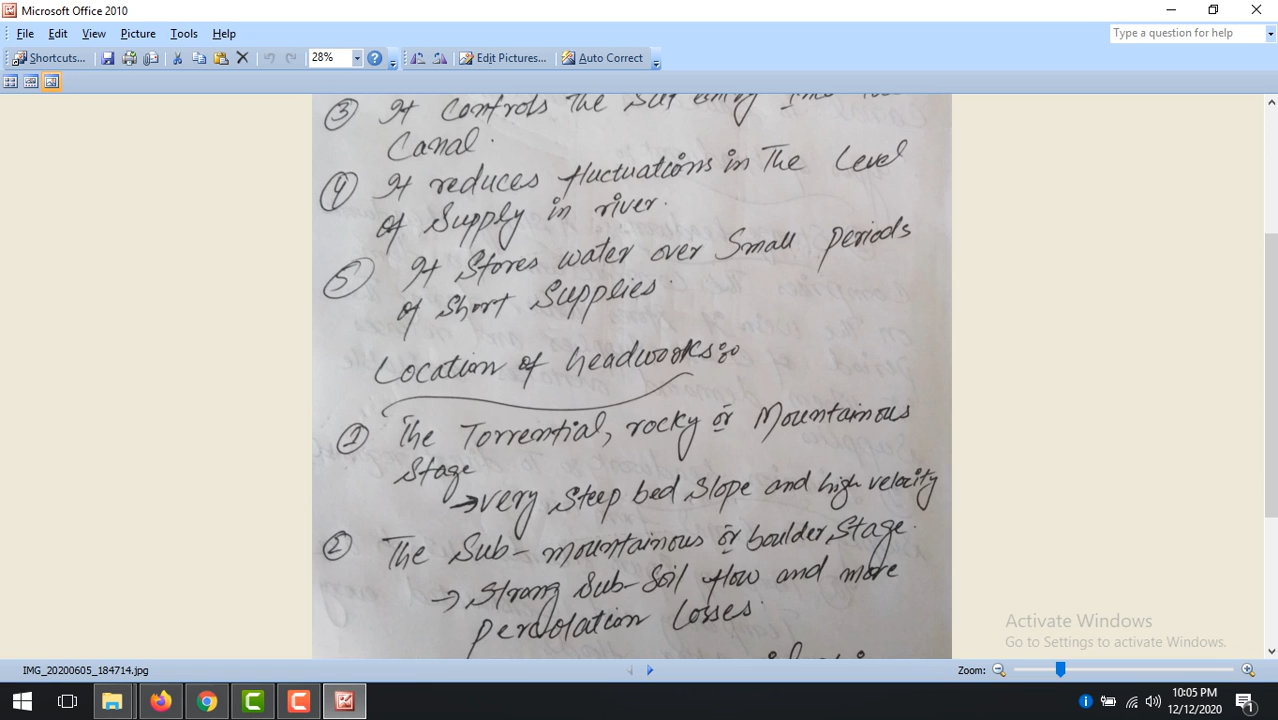 Microsoft Office 2010
File Edit View Picture Tools Help
Type a question for help
Shortcuts...
28%
Edit Pictures...
Auto Correct
③ It Controls the entry
Canal.
④ It reduces fluctuations in The Level
of Supply in river.
⑤ It Stores water over Small Periods
of Short Supplies.
Location of headworks:
① The Torrential, rocky or Mountainous
Stage
→ very Steep bed Slope and high velocity
② The Sub-mountainous or boulder Stage.
→ Strong Sub-Soil flow and more
percolation Losses.
Activate Windows
Go to Settings to activate Windows.
IMG_20200605_184714.jpg
Zoom:
10:05 PM
12/12/2020
1